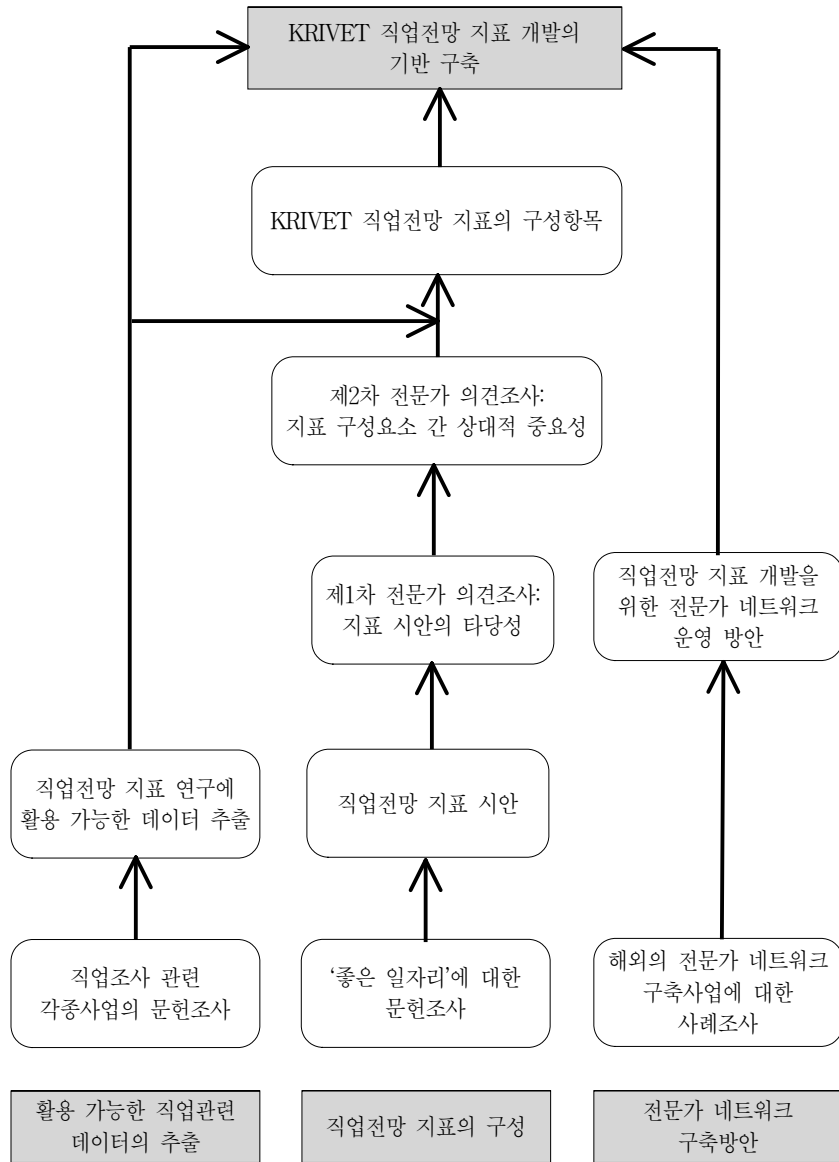 KRIVET 직업전망 지표 개발의
기반 구축
KRIVET 직업전망 지표의 구성항목
제2차 전문가 의견조사:
지표 구성요소 간 상대적 중요성
제1차 전문가 의견조사:
지표 시안의 타당성
직업전망 지표 개발을
위한 전문가 네트워크
운영 방안
직업전망 지표 연구에
활용 가능한 데이터 추출
직업전망 지표 시안
직업조사 관련
각종사업의 문헌조사
‘좋은 일자리’에 대한
문헌조사
해외의 전문가 네트워크
구축사업에 대한
사례조사
활용 가능한 직업관련
데이터의 추출
직업전망 지표의 구성
전문가 네트워크
구축방안